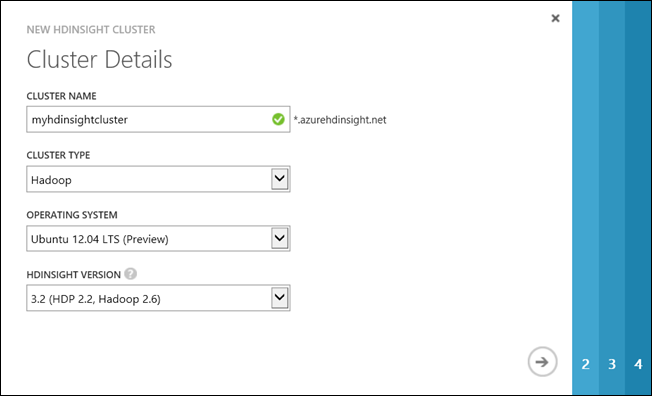 NEW HDINSIGHT CLUSTER
Cluster Details
CLUSTER NAME
myhdinsightcluster *.azurehdinsight.net
CLUSTER TYPE
Hadoop
OPERATING SYSTEM
Ubuntu 12.04 LTS (Preview)
HDINSIGHT VERSION ?
3.2 (HDP 2.2, Hadoop 2.6)
2 3 4